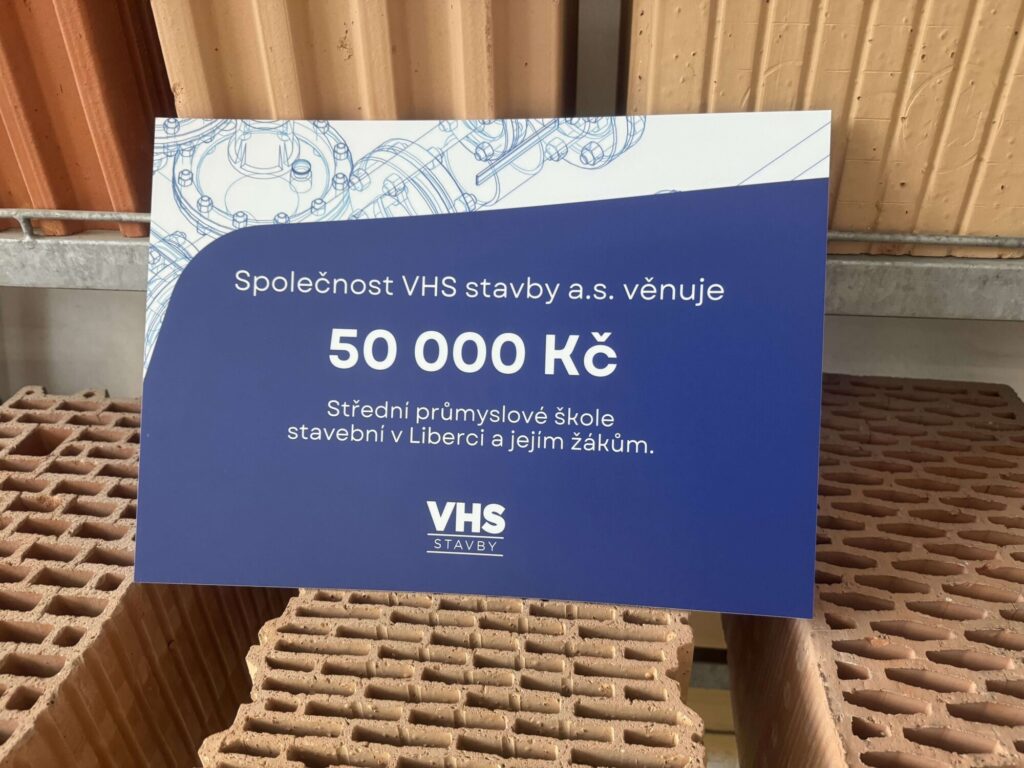 Společnost VHS stavby a.s. věnuje
50 000 Kč
Střední průmyslové škole
stavební v Liberci a jejím žákům.
VHS
STAVBY